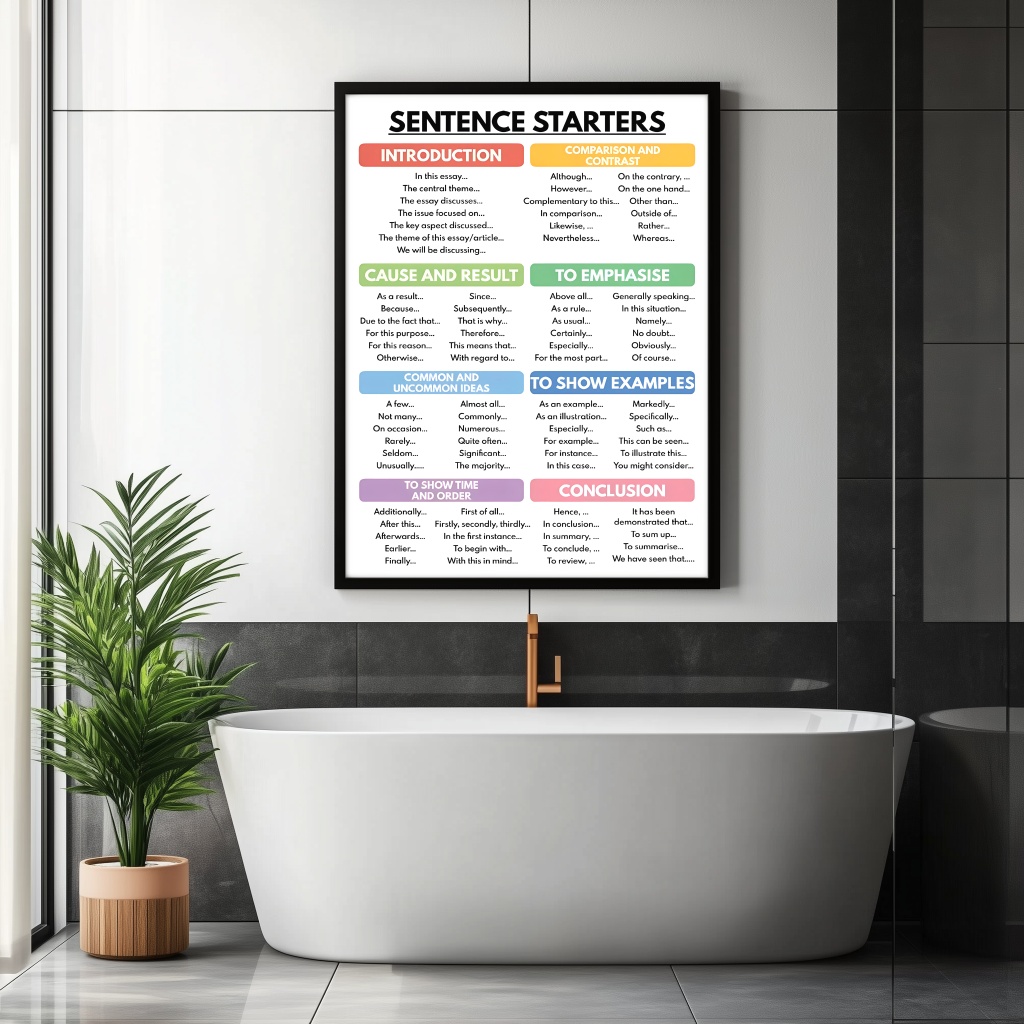 SENTENCE STARTERS
INTRODUCTION
In this essay...
The central theme...
The essay discusses...
The issue focused on...
The key aspect discussed...
The theme of this essay/article...
We will be discussing...
COMPARISON AND
CONTRAST
Although...
However...
Complementary to this...
In comparison...
Likewise, ...
Nevertheless...
On the contrary, ...
On the one hand...
Other than...
Outside of...
Rather...
Whereas...
CAUSE AND RESULT
As a result...
Because...
Due to the fact that...
For this purpose...
For this reason...
Otherwise...
Since...
Subsequently...
That is why...
Therefore...
This means that...
With regard to...
TO EMPHASISE
Above all...
As a rule...
As usual...
Certainly...
Especially...
For the most part...
Generally speaking...
In this situation...
Namely...
No doubt...
Obviously...
Of course...
COMMON AND
UNCOMMON IDEAS
A few...
Not many...
On occasion...
Rarely...
Seldom...
Unusually.....
Almost all...
Commonly...
Numerous...
Quite often...
Significant...
The majority...
TO SHOW EXAMPLES
As an example...
As an illustration...
Especially...
For example...
For instance...
In this case...
Markedly...
Specifically...
Such as...
This can be seen...
To illustrate this...
You might consider...
TO SHOW TIME
AND ORDER
Additionally...
After this...
Afterwards...
Earlier...
Finally...
First of all...
Firstly, secondly, thirdly...
In the first instance...
To begin with...
With this in mind...
CONCLUSION
Hence, ...
In conclusion...
In summary, ...
To conclude, ...
To review, ...
It has been
demonstrated that...
To sum up...
To summarise...
We have seen that.....